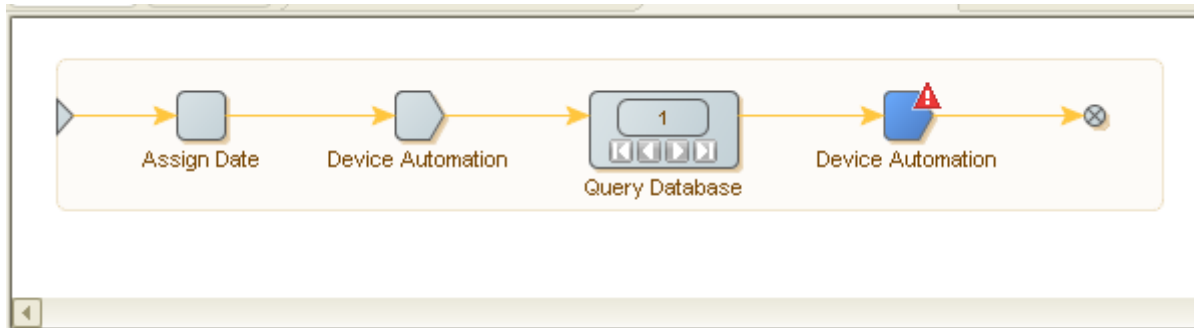 1
Assign Date
Device Automation
Device Automation
Query Database